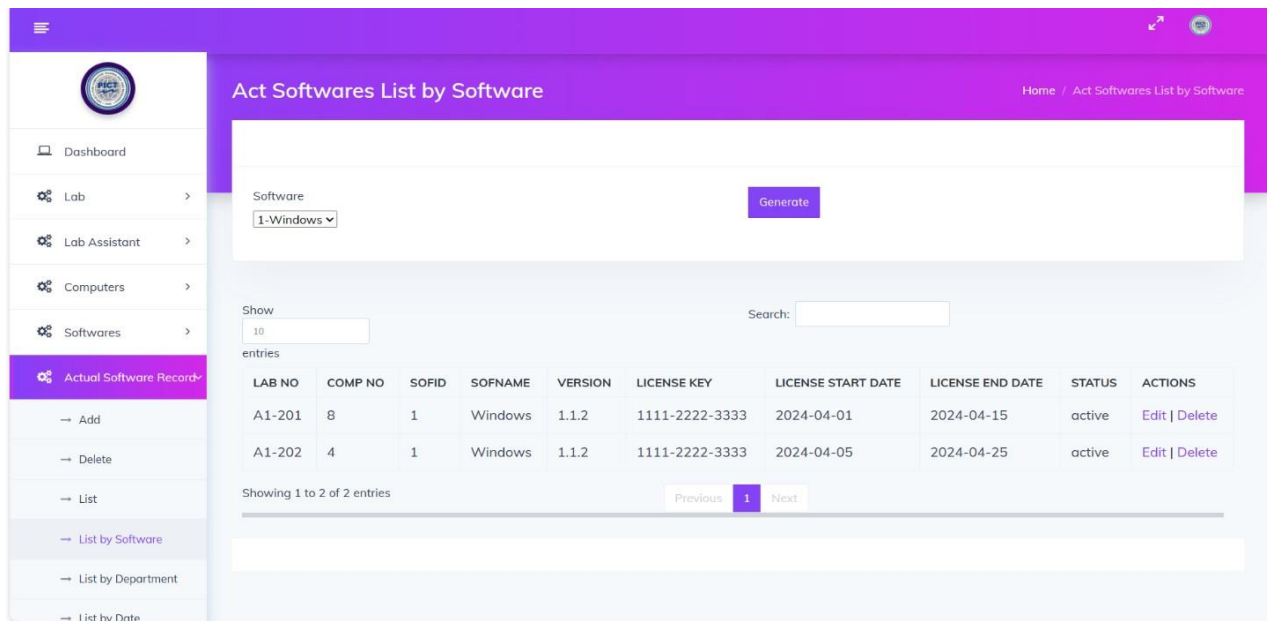 PICT
Act Softwares List by Software
Home / Act Softwares List by Software
Dashboard
Lab
Lab Assistant
Computers
Softwares
Actual Software Record
Add
Delete
List
List by Software
List by Department
List by Date
Software
1-Windows
Generate
Show
10
entries
Search:
LAB NO COMP NO SOFID SOFNAME VERSION LICENSE KEY LICENSE START DATE LICENSE END DATE STATUS ACTIONS
A1-201 8 1 Windows 1.1.2 1111-2222-3333 2024-04-01 2024-04-15 active Edit | Delete
A1-202 4 1 Windows 1.1.2 1111-2222-3333 2024-04-05 2024-04-25 active Edit | Delete
Showing 1 to 2 of 2 entries
Previous 1 Next